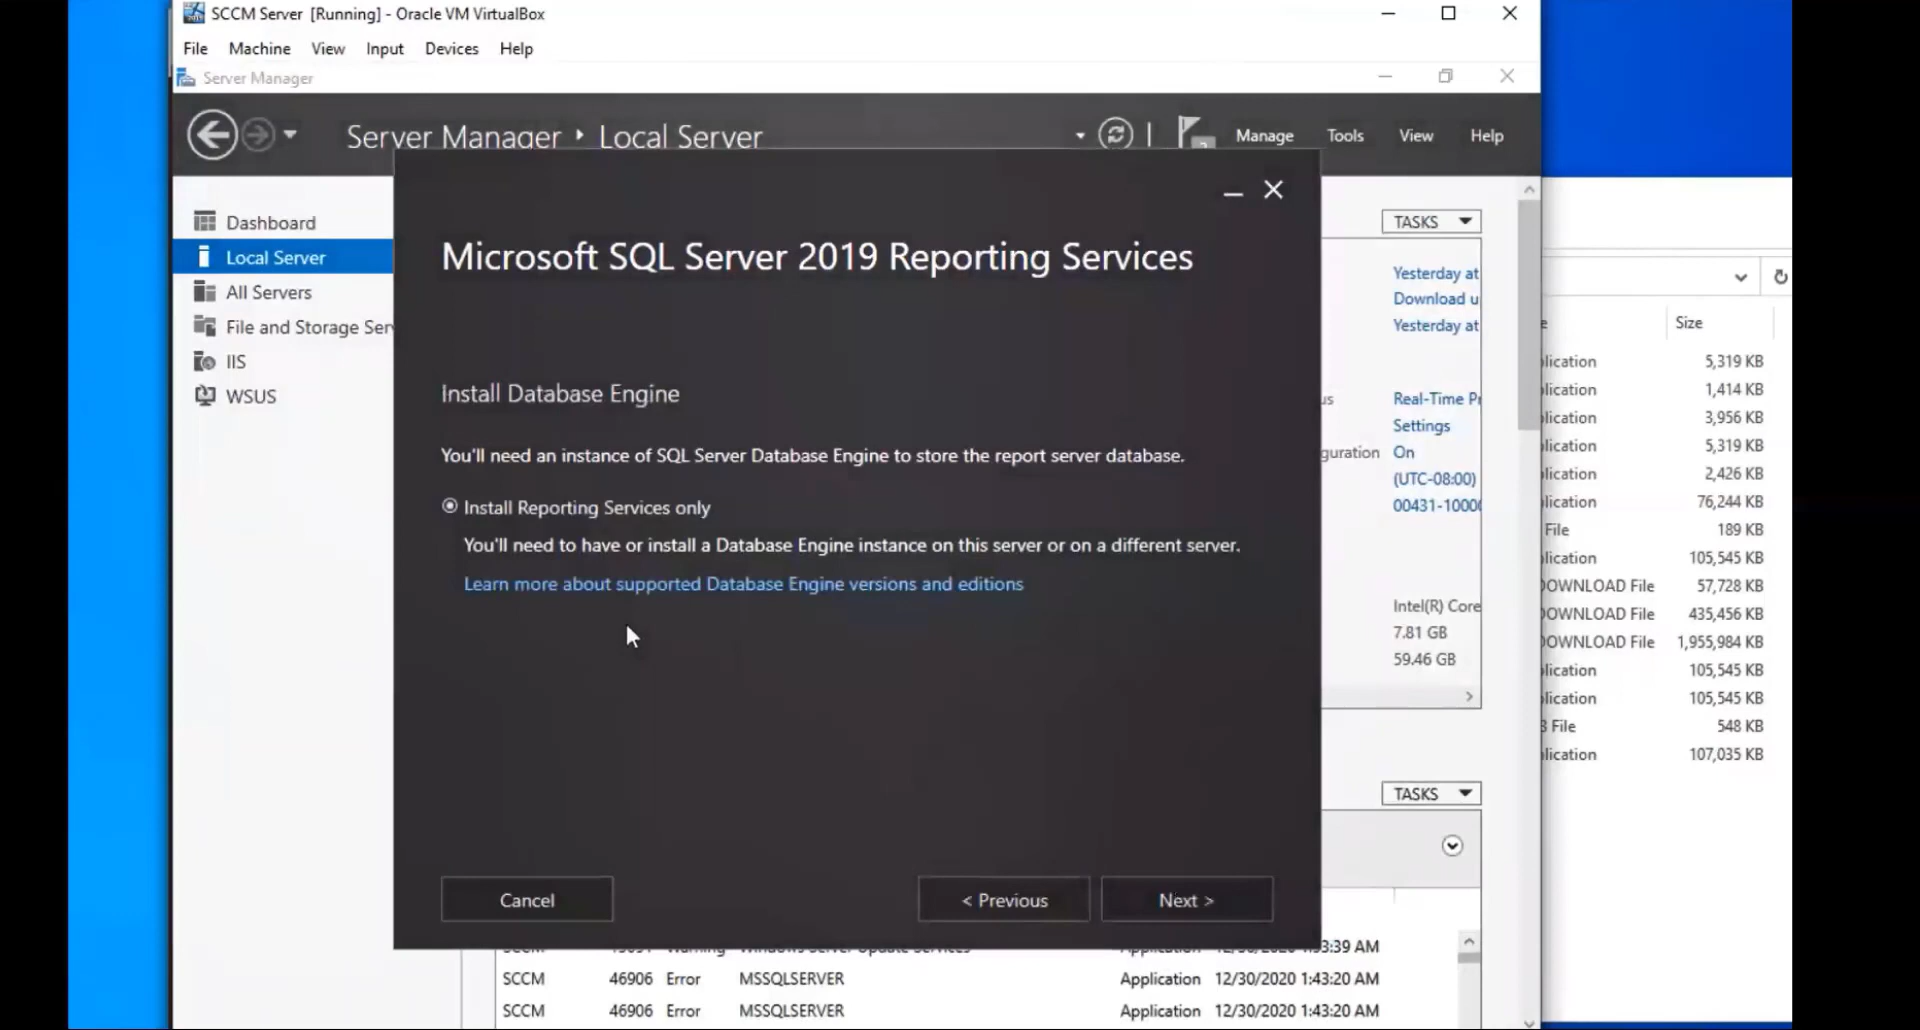 SCCM Server [Running] - Oracle VM VirtualBox
File Machine View Input Devices Help
Server Manager
Server Manager Local Server
Manage Tools View Help
Dashboard
Local Server
All Servers
File and Storage Ser
IIS
WSUS
Microsoft SQL Server 2019 Reporting Services
Install Database Engine
You'll need an instance of SQL Server Database Engine to store the report server database.
Install Reporting Services only
You'll need to have or install a Database Engine instance on this server or on a different server.
Learn more about supported Database Engine versions and editions
Cancel
< Previous
Next >
TASKS
Yesterday at
Download u
Yesterday at
us Real-Time Pr
Settings
guration On
(UTC-08:00)
00431-1000
Intel(R) Core
7.81 GB
59.46 GB
TASKS
Application 3:39 AM
SCCM 46906 Error MSSQLSERVER Application 12/30/2020 1:43:20 AM
SCCM 46906 Error MSSQLSERVER Application 12/30/2020 1:43:20 AM
e Size
lication 5,319 KB
lication 1,414 KB
lication 3,956 KB
lication 5,319 KB
lication 2,426 KB
lication 76,244 KB
File 189 KB
lication 105,545 KB
DOWNLOAD File 57,728 KB
DOWNLOAD File 435,456 KB
DOWNLOAD File 1,955,984 KB
lication 105,545 KB
lication 105,545 KB
File 548 KB
lication 107,035 KB